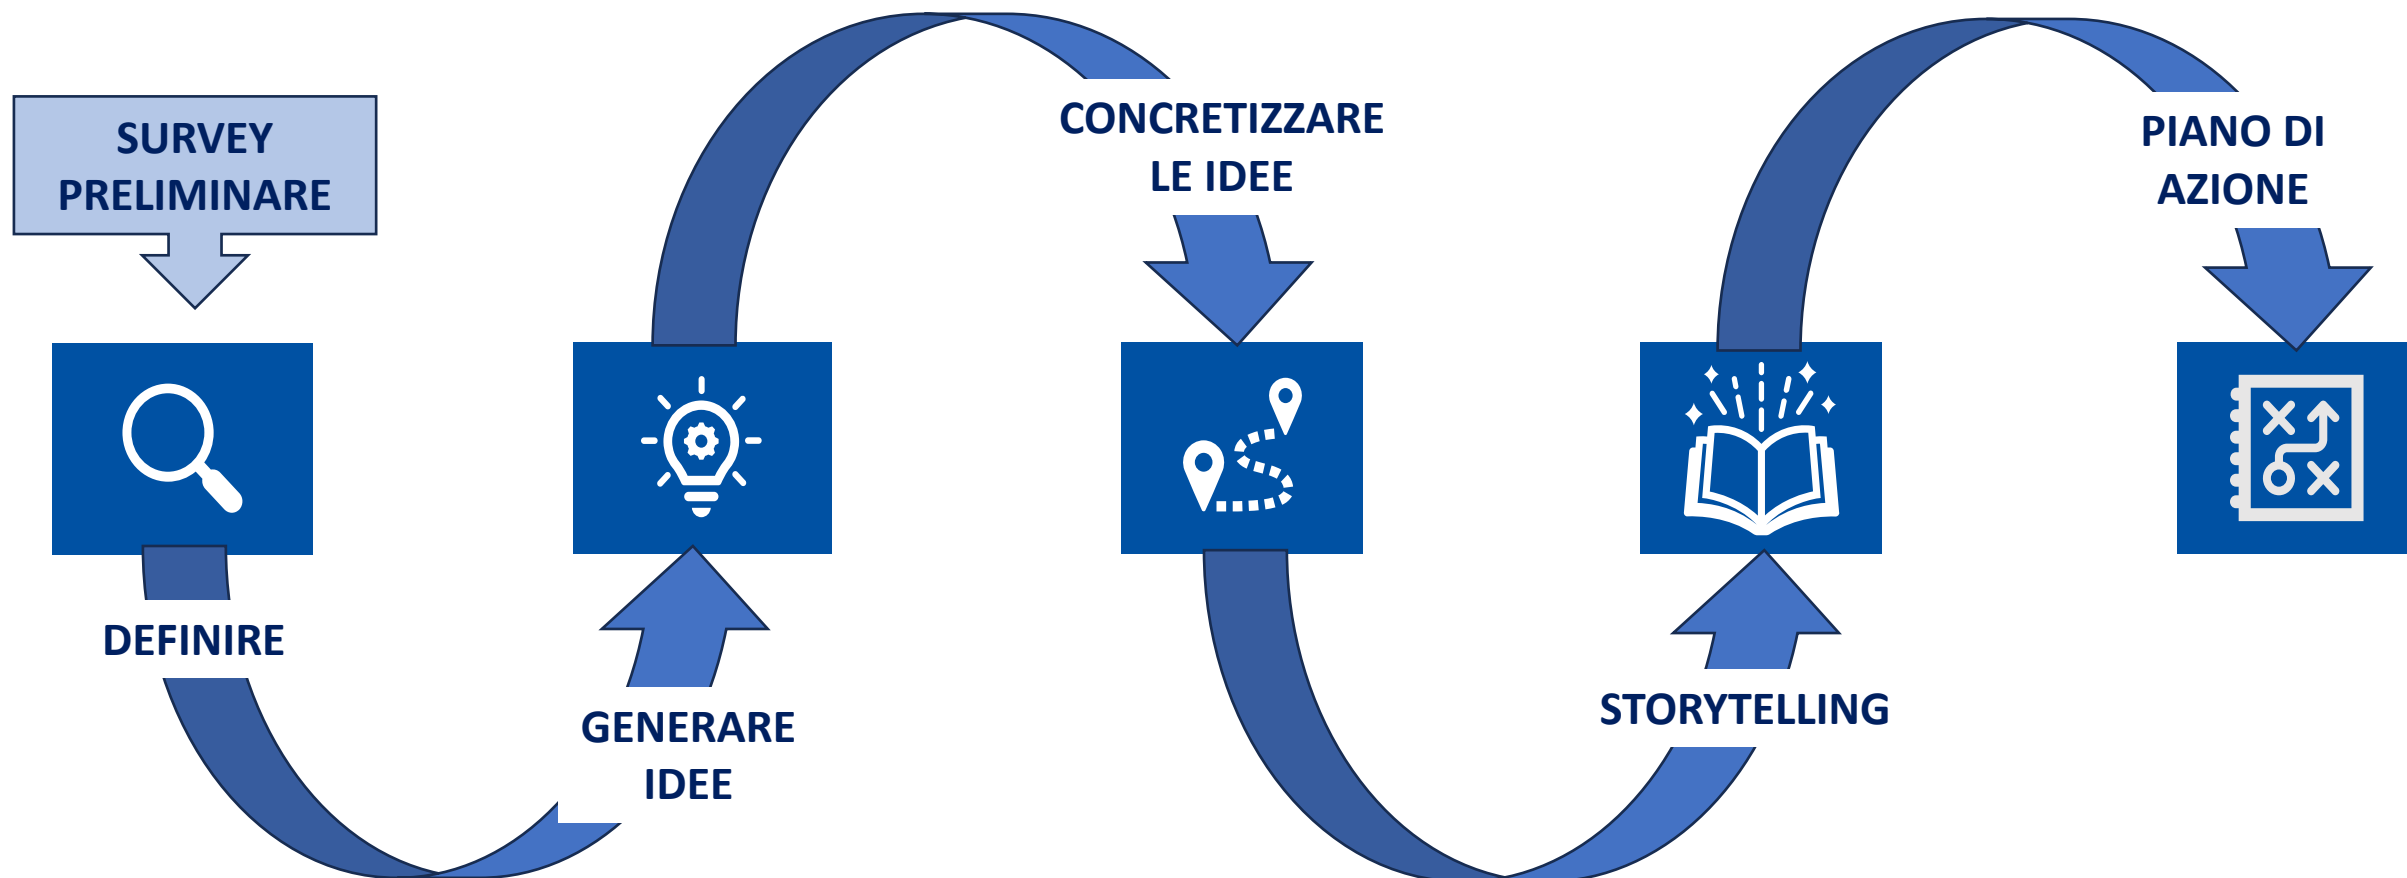 SURVEY
PRELIMINARE
DEFINIRE
GENERARE
IDEE
CONCRETIZZARE
LE IDEE
STORYTELLING
PIANO DI
AZIONE